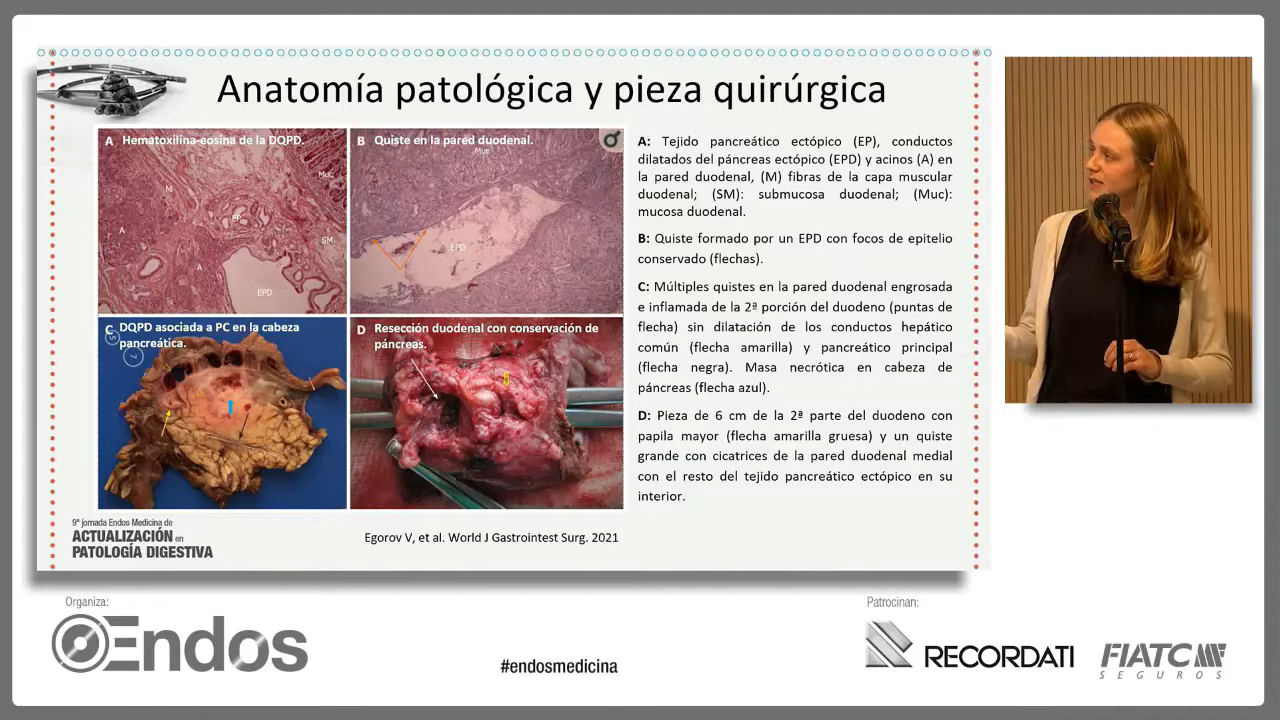 Anatomía patológica y pieza quirúrgica
A Hematoxilina-eosina de la DQPD.
M
Muc
EP
A
SM
A
EPD
B Quiste en la pared duodenal.
Muc
EPD
C DQPD asociada a PC en la cabeza
pancreática.
7
D Resección duodenal con conservación de
páncreas.
A: Tejido pancreático ectópico (EP), conductos
dilatados del páncreas ectópico (EPD) y acinos (A) en
la pared duodenal, (M) fibras de la capa muscular
duodenal; (SM): submucosa duodenal; (Muc):
mucosa duodenal.
B: Quiste formado por un EPD con focos de epitelio
conservado (flechas).
C: Múltiples quistes en la pared duodenal engrosada
e inflamada de la 2ª porción del duodeno (puntas de
flecha) sin dilatación de los conductos hepático
común (flecha amarilla) y pancreático principal
(flecha negra). Masa necrótica en cabeza de
páncreas (flecha azul).
D: Pieza de 6 cm de la 2ª parte del duodeno con
papila mayor (flecha amarilla gruesa) y un quiste
grande con cicatrices de la pared duodenal medial
con el resto del tejido pancreático ectópico en su
interior.
9ª jornada Endos Medicina de
ACTUALIZACIÓN en
PATOLOGÍA DIGESTIVA
Egorov V, et al. World J Gastrointest Surg. 2021
Organiza:
Endos
#endosmedicina
Patrocinan:
RECORDATI
FIATC
SEGUROS